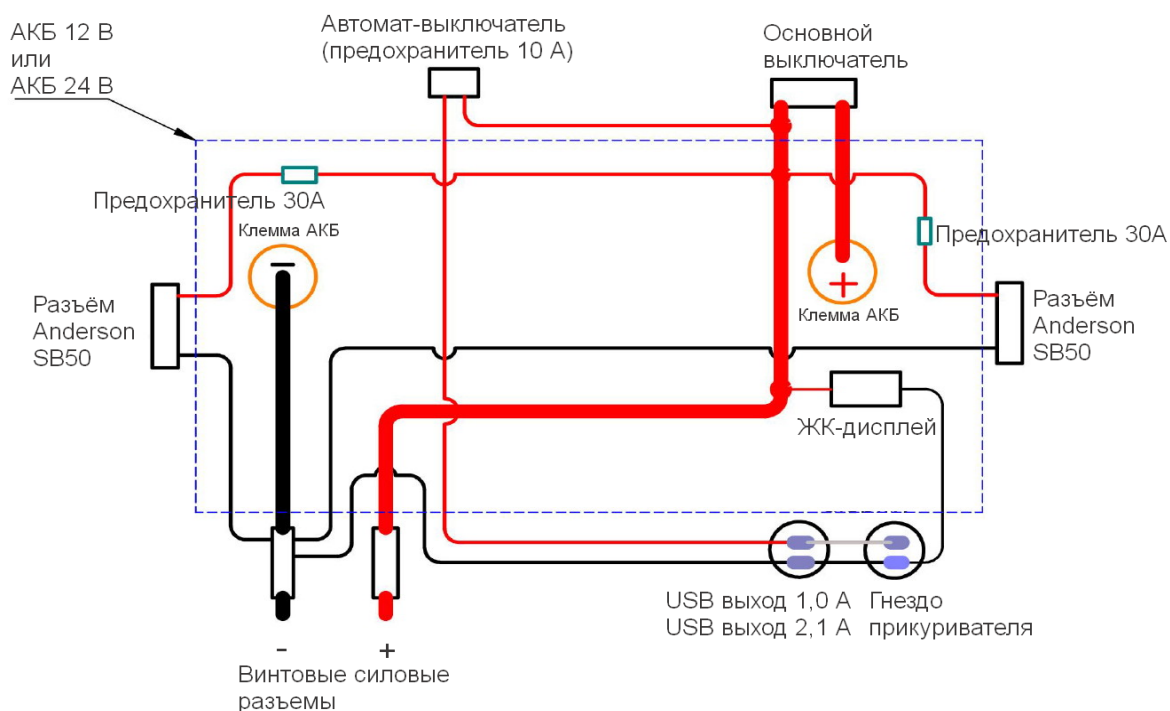 АКБ 12 В
или
АКБ 24 В
Автомат-выключатель
(предохранитель 10 А)
Основной
выключатель
Предохранитель 30А
Клемма АКБ
−
Предохранитель 30А
+
Клемма АКБ
Разъём
Anderson
SB50
Разъём
Anderson
SB50
ЖК-дисплей
USB выход 1,0 А
USB выход 2,1 А
Гнездо
прикуривателя
- +
Винтовые силовые
разъемы